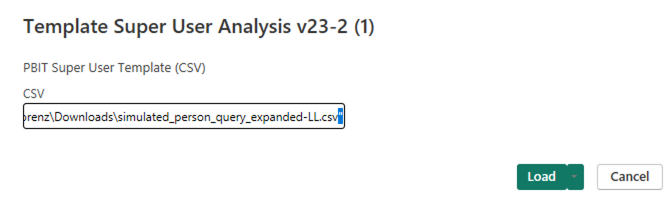 Template Super User Analysis v23-2 (1)
PBIT Super User Template (CSV)
CSV
orenz\Downloads\simulated_person_query_expanded-LL.csv"
Load
Cancel